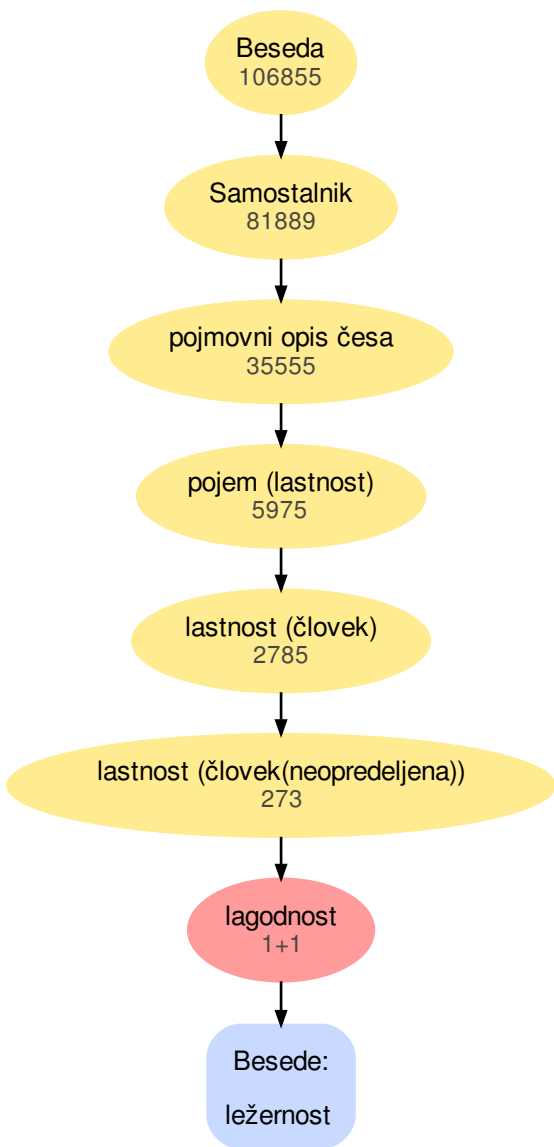 Beseda
106855
Samostalnik
81889
pojmovni opis česa
35555
pojem (lastnost)
5975
lastnost (človek)
2785
lastnost (človek(neopredeljena))
273
lagodnost
1+1
Besede:
ležernost